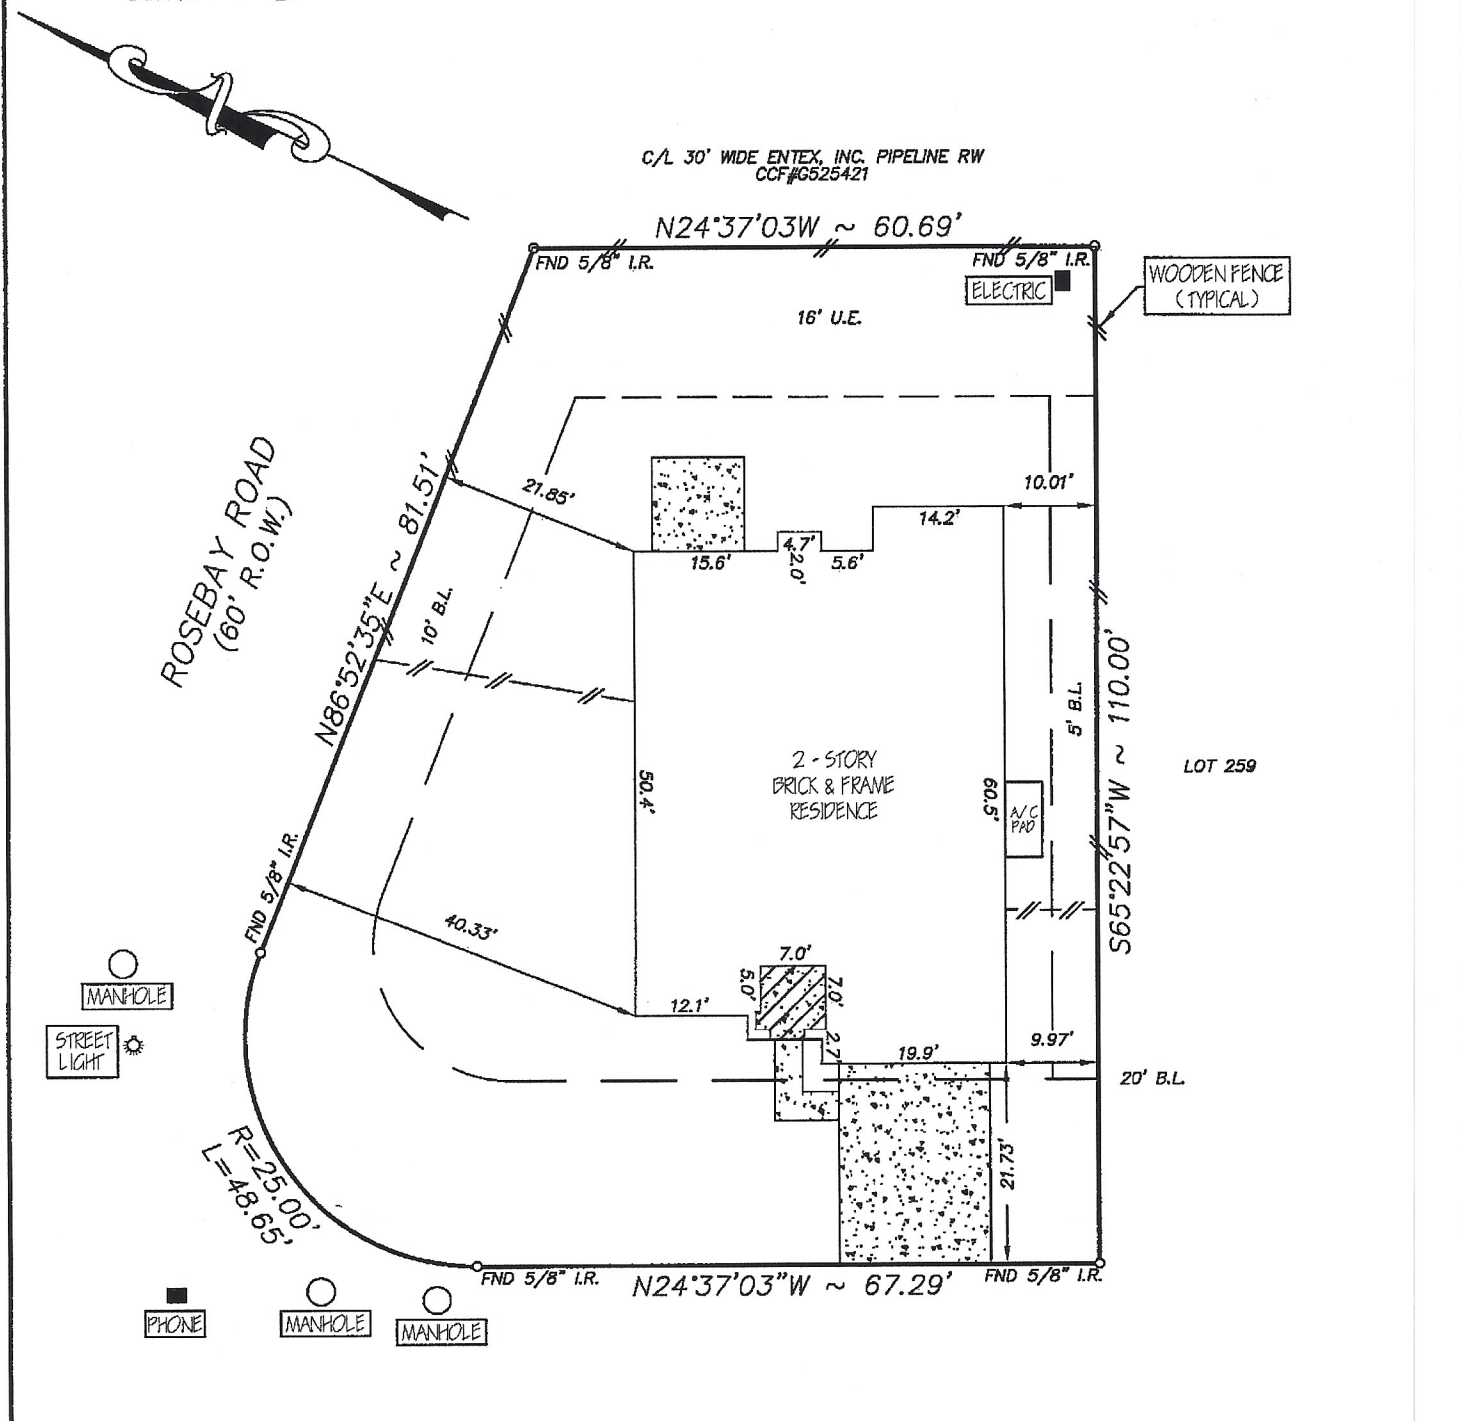 C/L 30' WIDE ENTEX, INC. PIPELINE RW
CCF#G525421
N24°37'03W ~ 60.69'
FND 5/8" I.R.
FND 5/8" I.R.
ELECTRIC
WOODEN FENCE
(TYPICAL)
16' U.E.
ROSEBAY ROAD
(60' R.O.W.)
N86°52'35"E ~ 81.51'
10' B.L.
21.85'
15.6'
4.7'
2.0'
5.6'
14.2'
10.01'
5' B.L.
S65°22'57"W ~ 110.00'
LOT 259
2 - STORY
BRICK & FRAME
RESIDENCE
50.4'
60.5'
A/C
PAD
FND 5/8" I.R.
40.33'
12.1'
7.0'
5.0'
7.0'
2.7'
19.9'
9.97'
20' B.L.
MANHOLE
STREET
LIGHT
R=25.00'
L=48.65'
21.73'
FND 5/8" I.R.
N24°37'03"W ~ 67.29'
FND 5/8" I.R.
PHONE
MANHOLE
MANHOLE